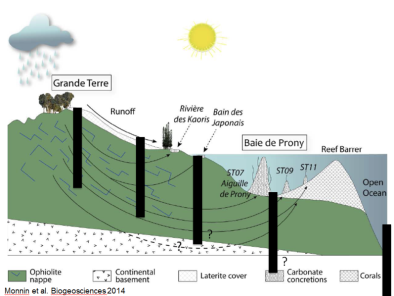 Grande Terre
Runoff
Rivière
des Kaoris
Bain des
Japonais
Baie de Prony
Reef Barrer
ST07
Aiguille
de Prony
ST09
ST11
Open
Ocean
?
?
?
Ophiolite
nappe
Continental
basement
Laterite cover
Carbonate
concretions
Corals
Monnin et al. Biogeosciences 2014